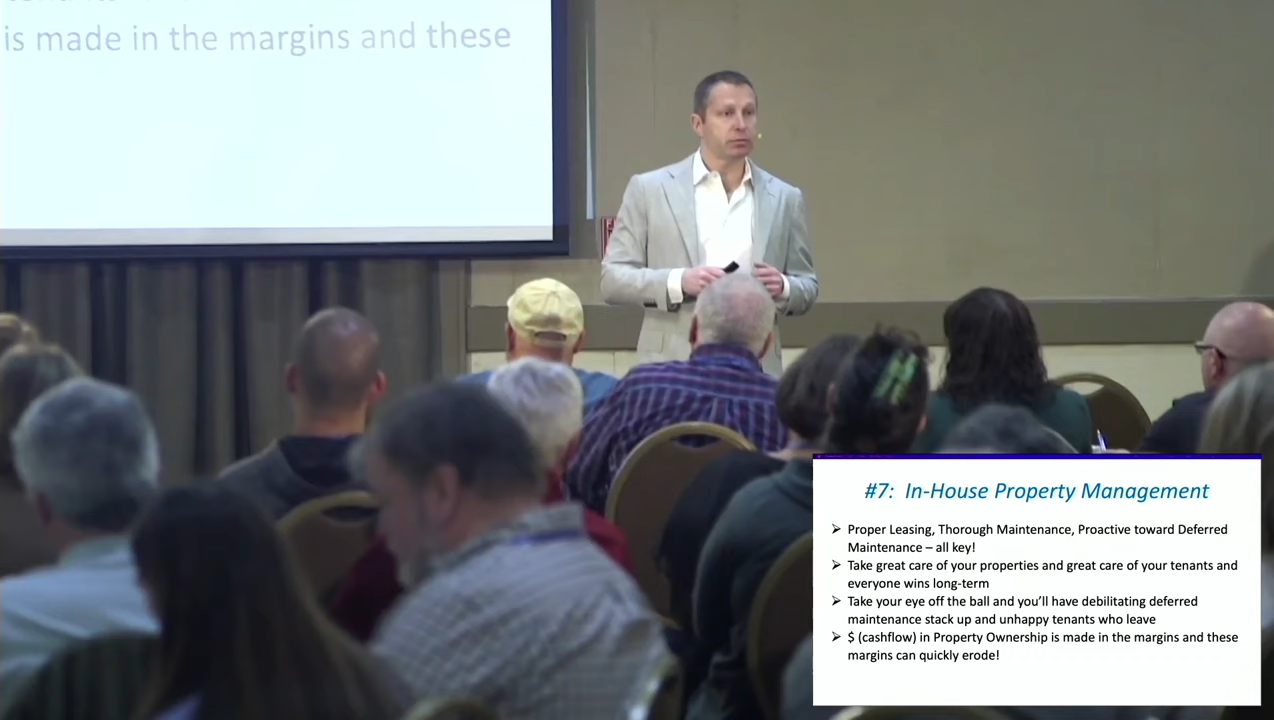 is made in the margins and these
#7: In-House Property Management
➢ Proper Leasing, Thorough Maintenance, Proactive toward Deferred
Maintenance – all key!
➢ Take great care of your properties and great care of your tenants and
everyone wins long-term
➢ Take your eye off the ball and you'll have debilitating deferred
maintenance stack up and unhappy tenants who leave
➢ $ (cashflow) in Property Ownership is made in the margins and these
margins can quickly erode!